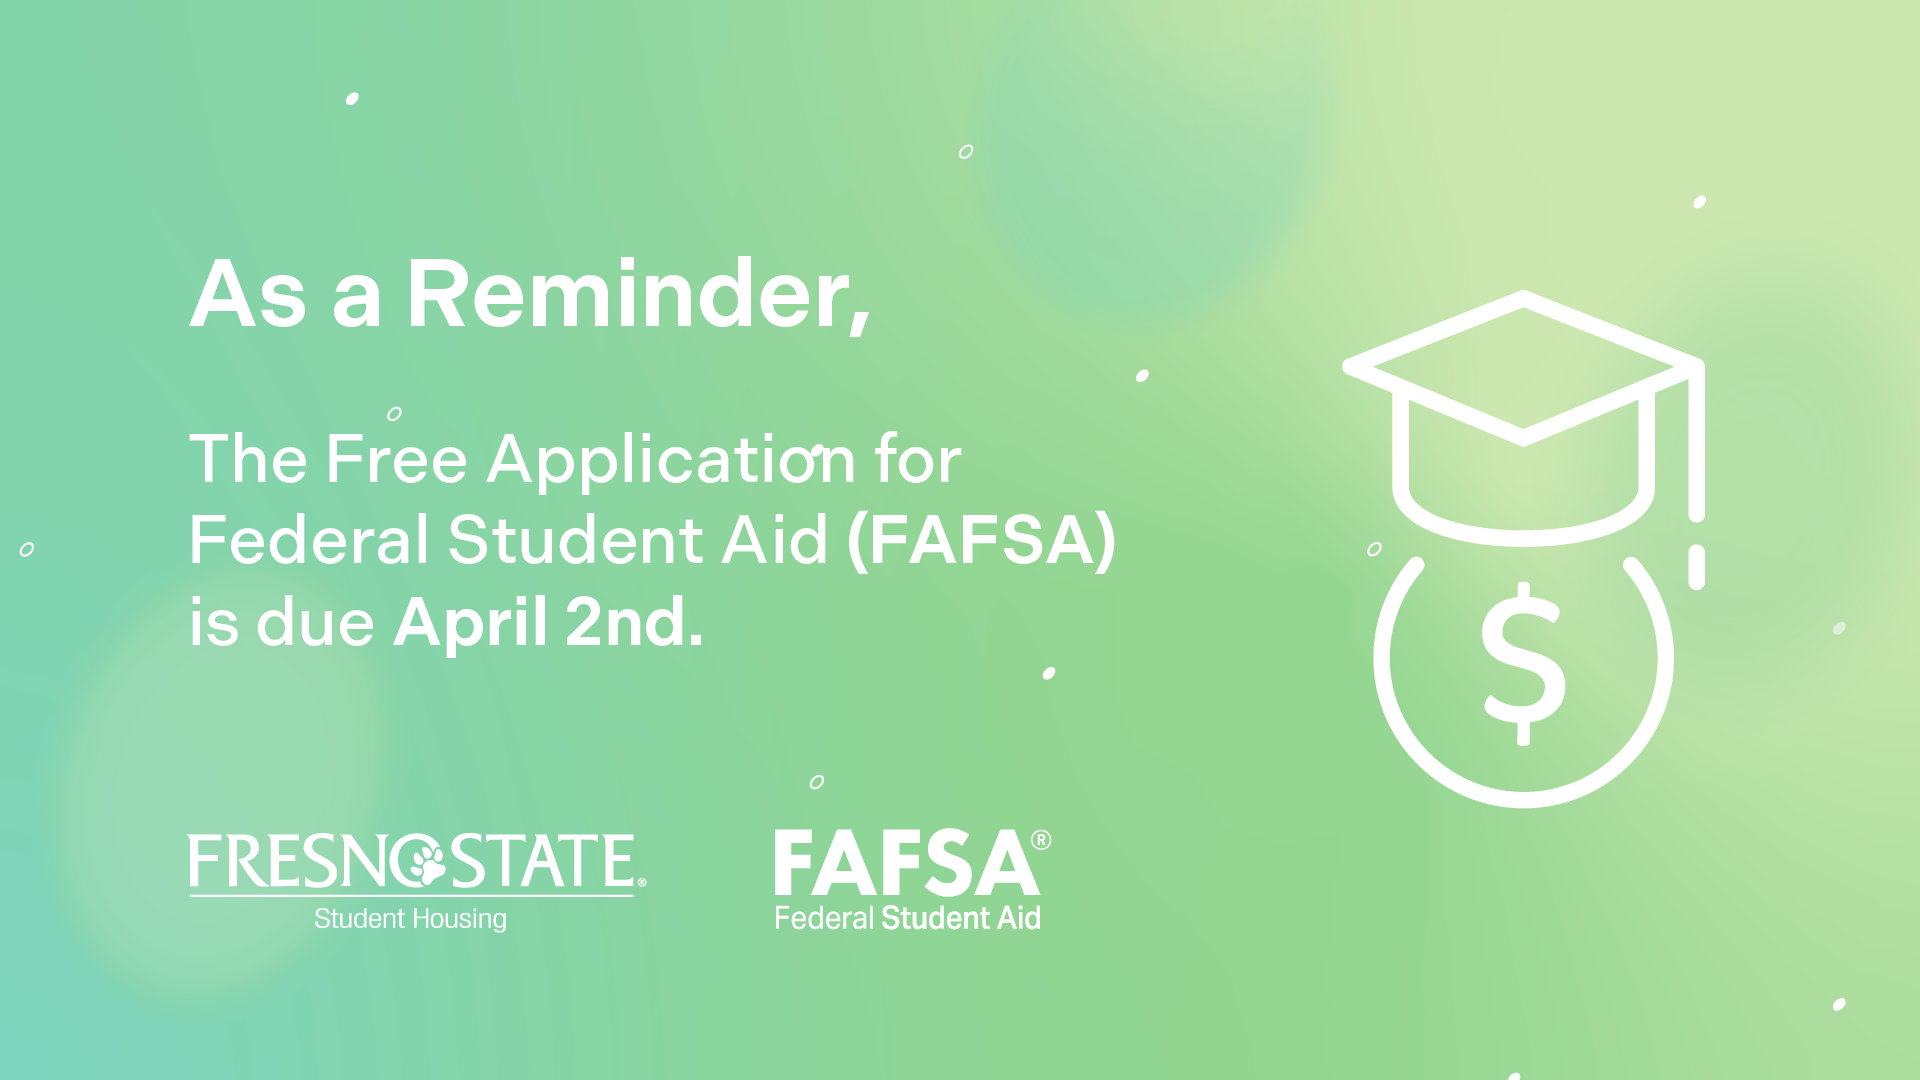 As a Reminder,
The Free Application for
Federal Student Aid (FAFSA)
is due April 2nd.
$
FRESNO STATE®
Student Housing
FAFSA®
Federal Student Aid